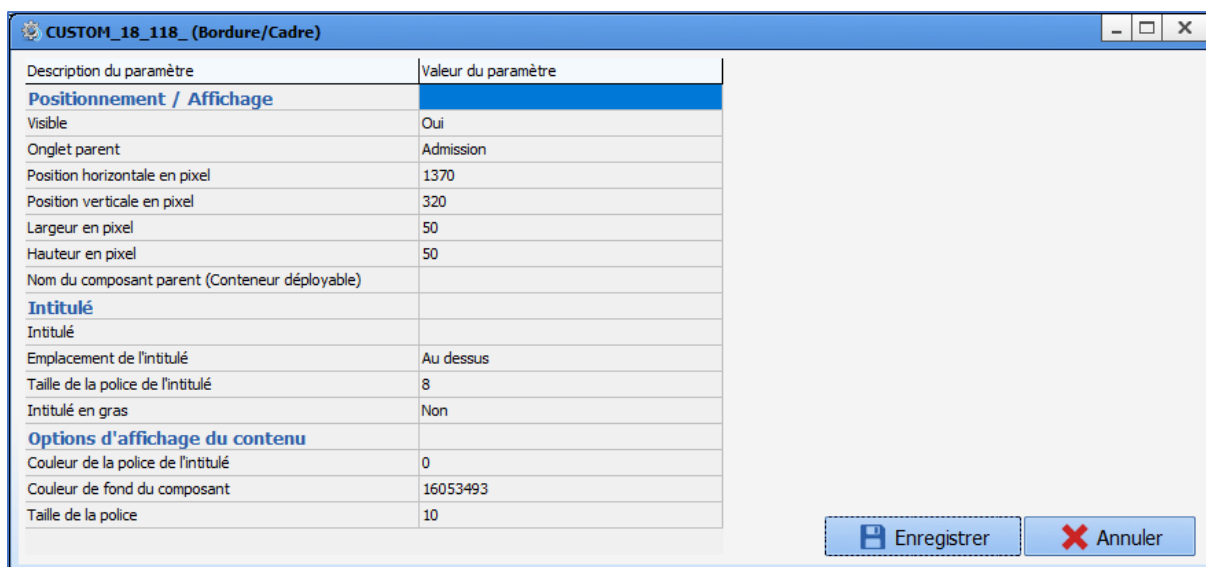 CUSTOM_18_118_ (Bordure/Cadre)
Description du paramètre Valeur du paramètre
Positionnement / Affichage
Visible Oui
Onglet parent Admission
Position horizontale en pixel 1370
Position verticale en pixel 320
Largeur en pixel 50
Hauteur en pixel 50
Nom du composant parent (Conteneur déployable)
Intitulé
Intitulé
Emplacement de l'intitulé Au dessus
Taille de la police de l'intitulé 8
Intitulé en gras Non
Options d'affichage du contenu
Couleur de la police de l'intitulé 0
Couleur de fond du composant 16053493
Taille de la police 10
Enregistrer Annuler